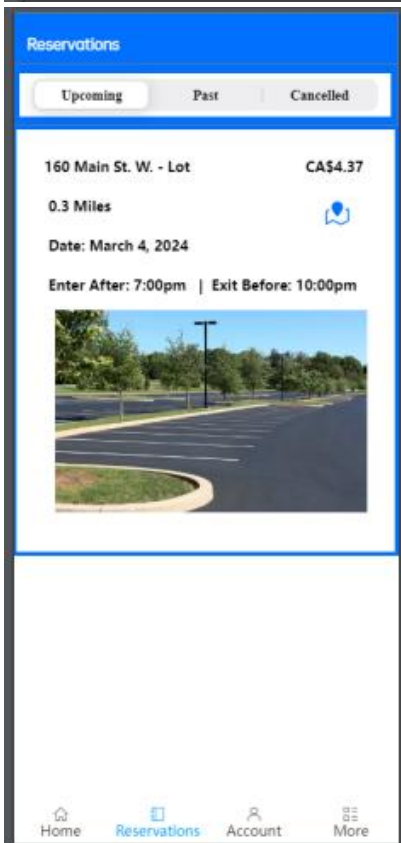 Reservations
Upcoming Past Cancelled
160 Main St. W. - Lot CA$4.37
0.3 Miles
Date: March 4, 2024
Enter After: 7:00pm | Exit Before: 10:00pm
Home Reservations Account More